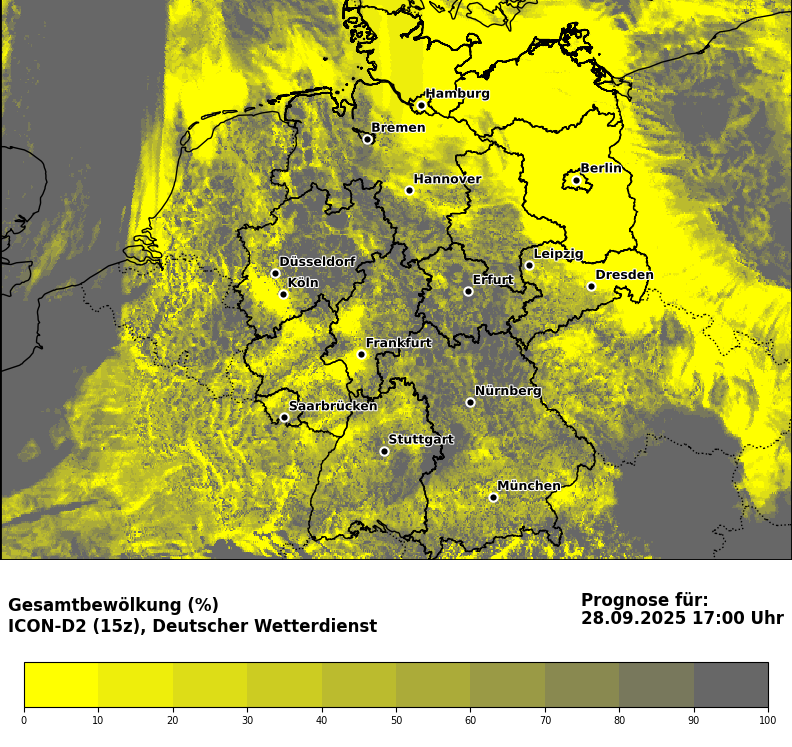 Hamburg
Bremen
Berlin
Hannover
Leipzig
Düsseldorf
Dresden
Köln
Erfurt
Frankfurt
Nürnberg
Saarbrücken
Stuttgart
München
Gesamtbewölkung (%)
ICON-D2 (15z), Deutscher Wetterdienst
Prognose für:
28.09.2025 17:00 Uhr
0 10 20 30 40 50 60 70 80 90 100